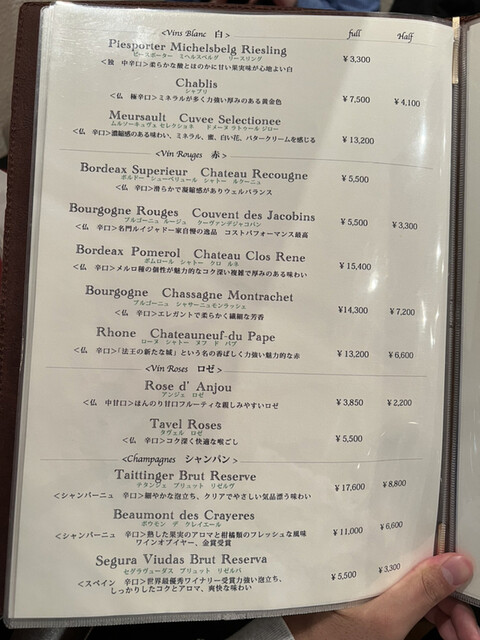 <Vins Blanc 白> full Half
Piesporter Michelsbelg Riesling
ピースポーター ミヘルスベルグ リースリング
<独 中辛口>柔らかな酸とほのかに甘い果実味が心地よい白 ¥3,300
Chablis
シャブリ
<仏 極辛口>ミネラルが多く力強い厚みのある黄金色 ¥7,500 ¥4,100
Meursault Cuvee Selectionee
ムルソーキュヴェ セレクショネ ドメーヌ ラトゥール ジロー
<仏 辛口>濃縮感のある味わい、ミネラル、蜜、白い花、バタークリームを感じる ¥13,200
<Vin Rouges 赤>
Bordeax Superieur Chateau Recougne
ボルドー シューペリュール シャトー ルクーニュ
<仏 辛口>滑らかで凝縮感がありウェルバランス ¥5,500
Bourgogne Rouges Couvent des Jacobins
ブルゴーニュ ルージュ クーヴァンデジャコバン
<仏 辛口>名門ルイジャドー家自慢の逸品 コストパフォーマンス最高 ¥5,500 ¥3,300
Bordeax Pomerol Chateau Clos Rene
ポムロール シャトー クロ ルネ
<仏 辛口>メルロ種の個性が魅力的なコク深い複雑で厚みのある味わい ¥15,400
Bourgogne Chassagne Montrachet
ブルゴーニュ シャサーニュモンラッシェ
<仏 辛口>エレガントで柔らかく繊細な芳香 ¥14,300 ¥7,200
Rhone Chateauneuf-du Pape
ローヌ シャトー ヌフ ド パプ
<仏 辛口>「法王の新たな城」という名の香ばしく力強い魅力的な赤 ¥13,200 ¥6,600
<Vin Roses ロゼ>
Rose d' Anjou
アンジェ ロゼ
<仏 中甘口>ほんのり甘口フルーティな親しみやすいロゼ ¥3,850 ¥2,200
Tavel Roses
タヴェル ロゼ
<仏 辛口>コク深く快適な喉ごし ¥5,500
<Champagnes シャンパン>
Taittinger Brut Reserve
テタンジェ ブリュット リゼルヴ
<シャンパーニュ 辛口>細やかな泡立ち、クリアでやさしい気品漂う味わい ¥17,600 ¥8,800
Beaumont des Crayeres
ボウモン デ クレイエール
<シャンパーニュ 辛口>熟した果実のアロマと柑橘類のフレッシュな風味
ワインオブイヤー、金賞受賞 ¥11,000 ¥6,600
Segura Viudas Brut Reserva
セグラヴューダス ブリュット リゼルバ
<スペイン 辛口>世界最優秀ワイナリー受賞力強い泡立ち、
しっかりしたコクとアロマ、爽快な味わい ¥5,500 ¥3,300